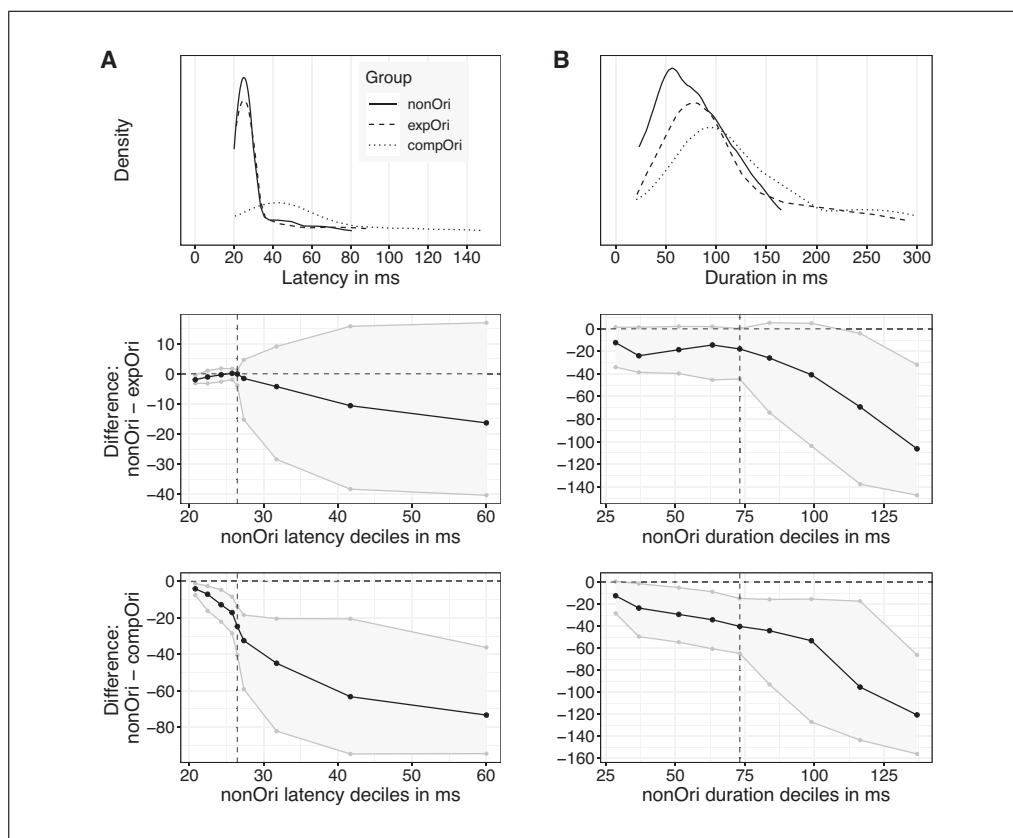 A
Density
Group
nonOri
expOri
compOri
0 20 40 60 80 100 120 140
Latency in ms
B
0 50 100 150 200 250 300
Duration in ms
Difference:
nonOri − expOri
10
0
−10
−20
−30
−40
20 30 40 50 60
nonOri latency deciles in ms
0
−20
−40
−60
−80
−100
−120
−140
25 50 75 100 125
nonOri duration deciles in ms
Difference:
nonOri − compOri
0
−20
−40
−60
−80
20 30 40 50 60
nonOri latency deciles in ms
0
−20
−40
−60
−80
−100
−120
−140
−160
25 50 75 100 125
nonOri duration deciles in ms